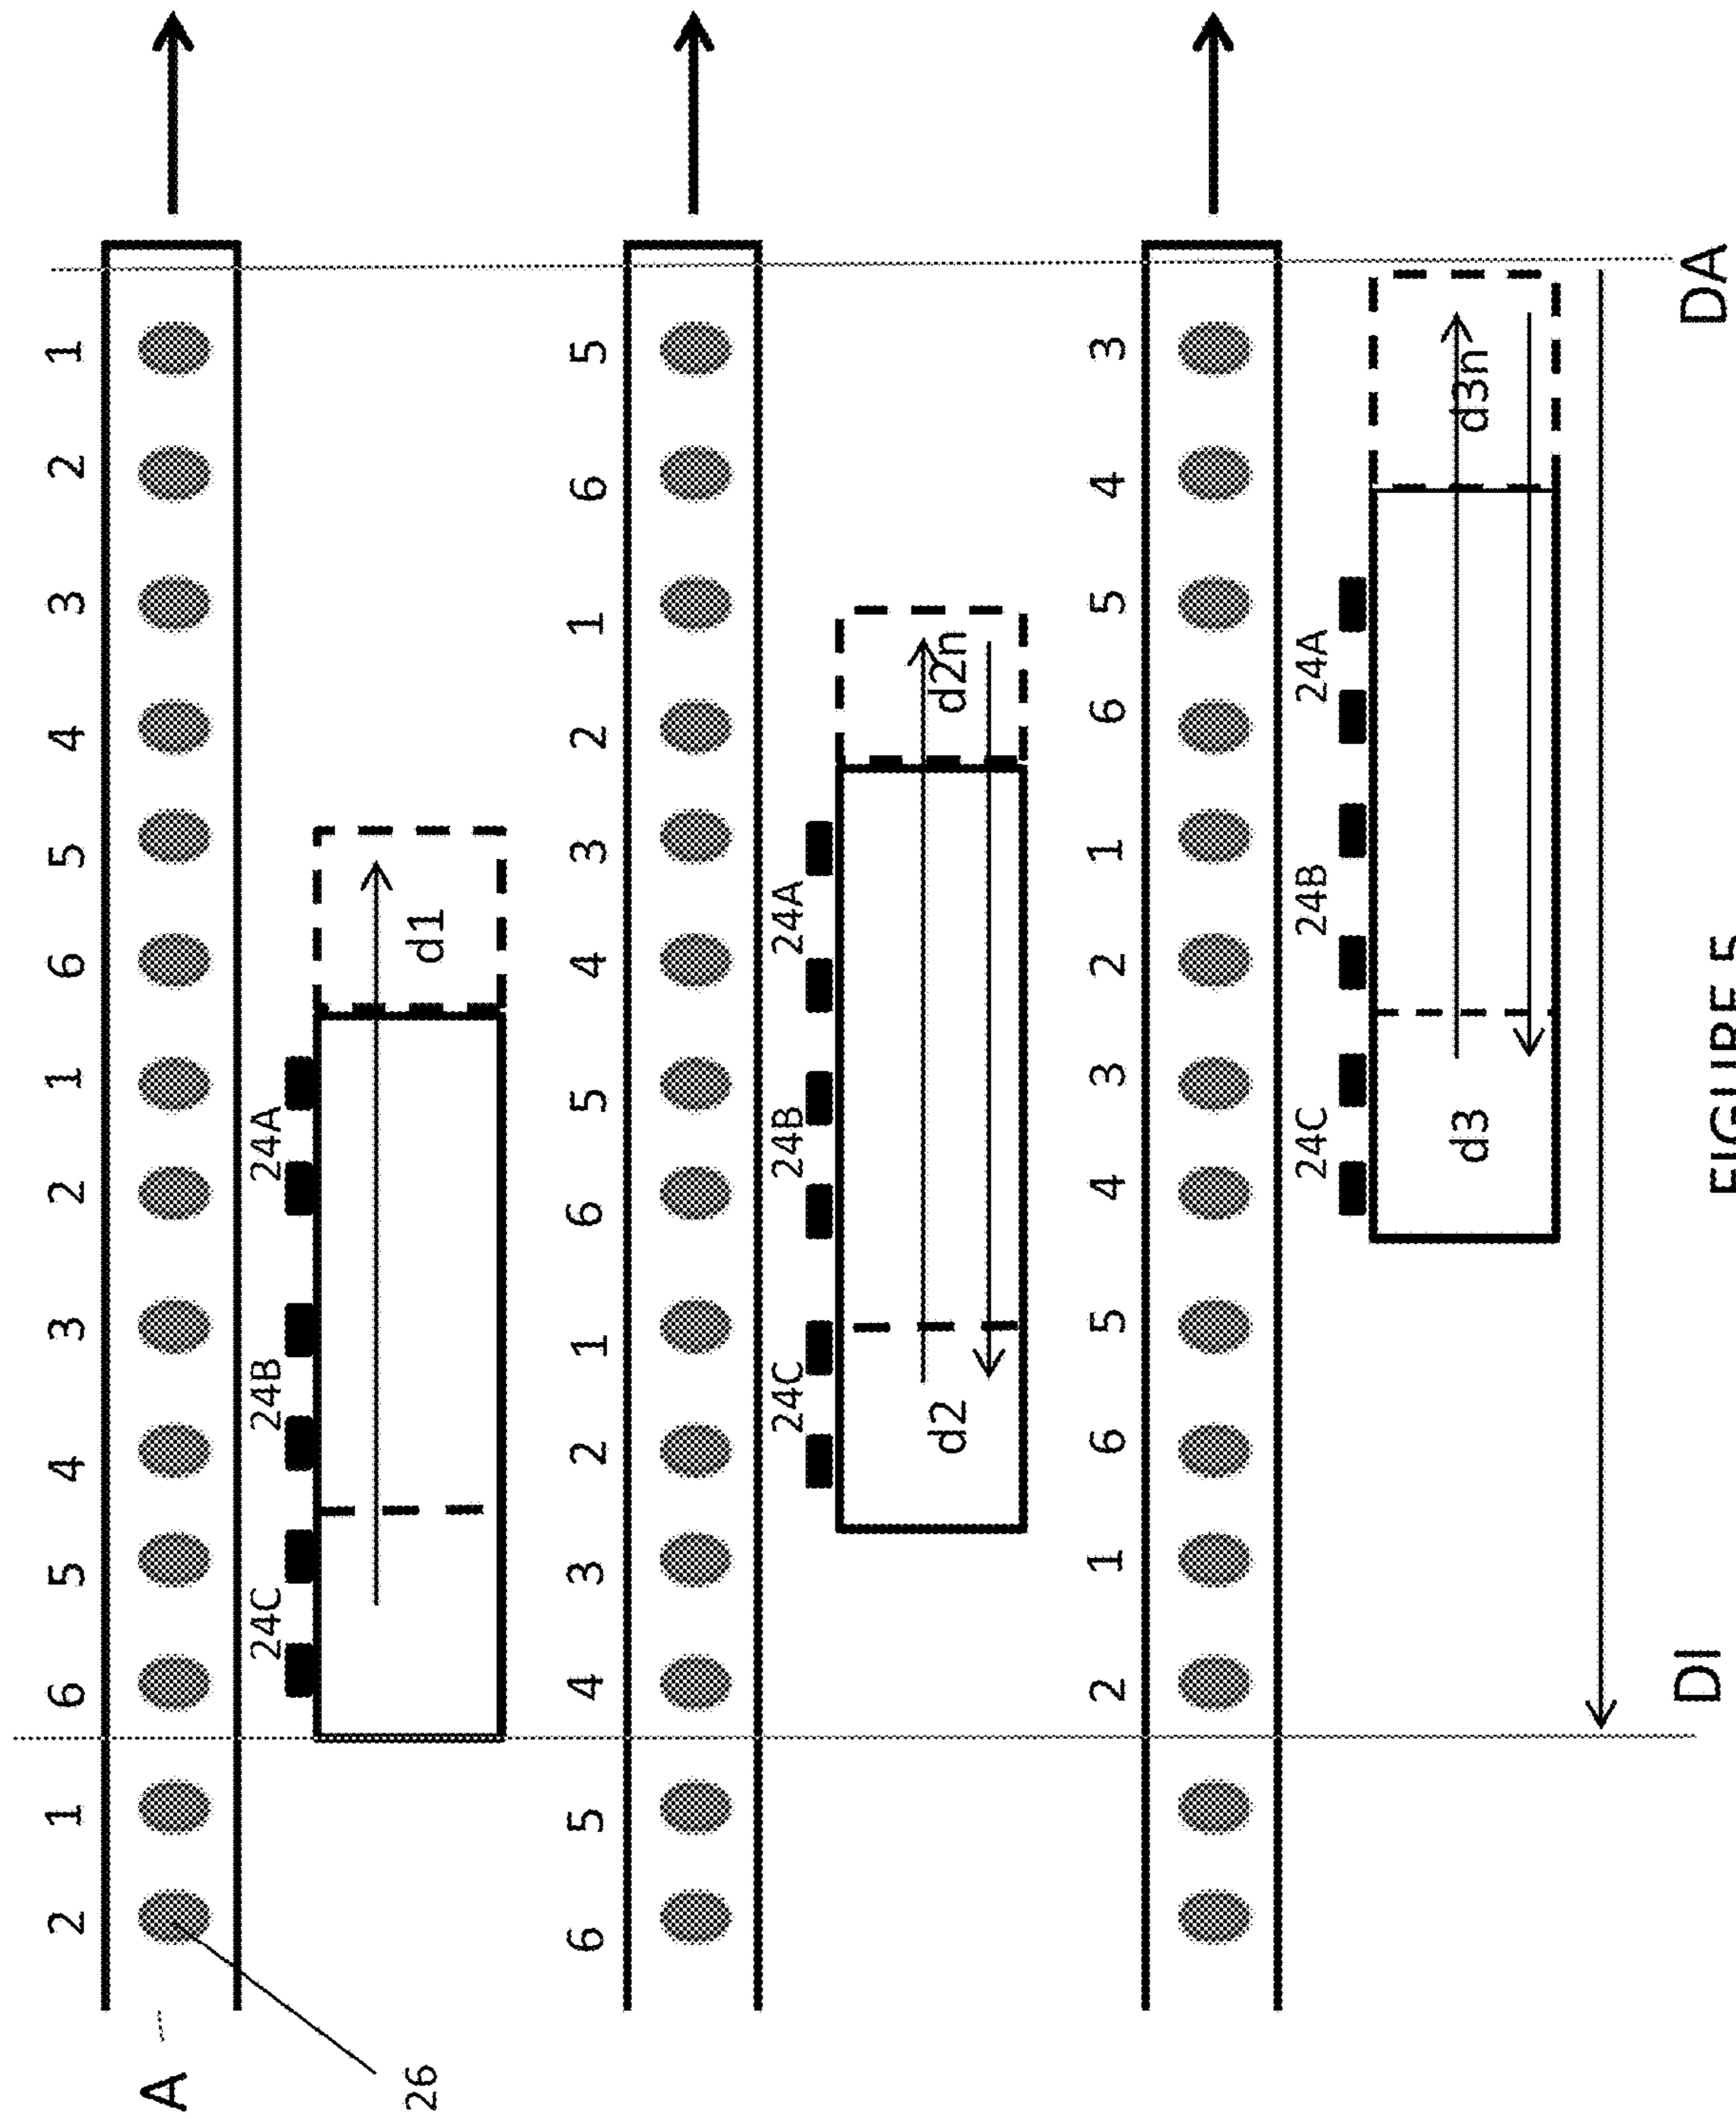 2 1 6 5 4 3 2 1 6 5 4 3 2 1
A
24C 24B 24A
26 d1
6 5 4 3 2 1 6 5 4 3 2 1 6 5
24C 24B 24A
d2 d2n
2 1 6 5 4 3 2 1 6 5 4 3
24C 24B 24A
d3 d3n
DI DA
FIGURE 5